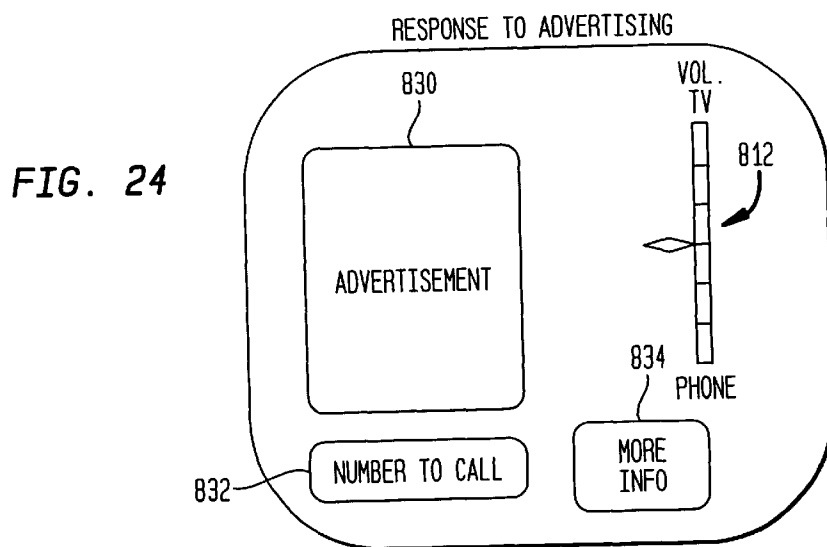 RESPONSE TO ADVERTISING
FIG. 24
830
VOL.
TV
812
ADVERTISEMENT
834
PHONE
832
NUMBER TO CALL
MORE
INFO